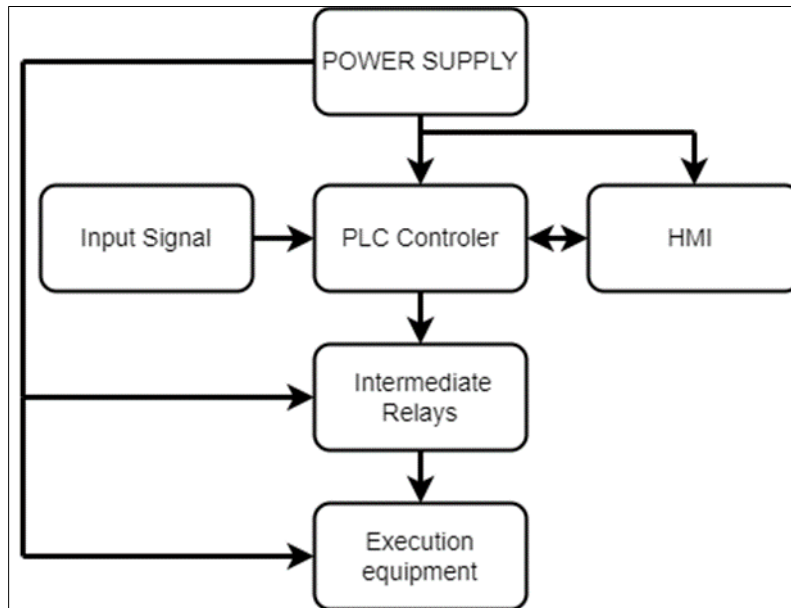 POWER SUPPLY
Input Signal
PLC Controler
HMI
Intermediate
Relays
Execution
equipment